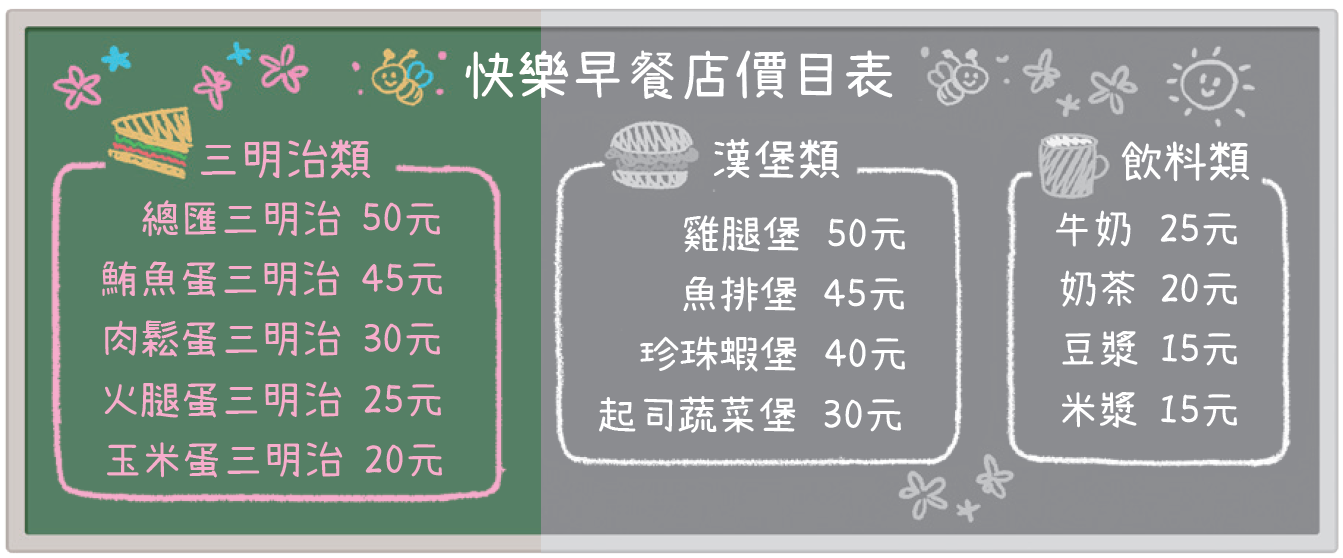 快樂早餐店價目表
三明治類
總匯三明治 50元
鮪魚蛋三明治 45元
肉鬆蛋三明治 30元
火腿蛋三明治 25元
玉米蛋三明治 20元
漢堡類
雞腿堡 50元
魚排堡 45元
珍珠蝦堡 40元
起司蔬菜堡 30元
飲料類
牛奶 25元
奶茶 20元
豆漿 15元
米漿 15元